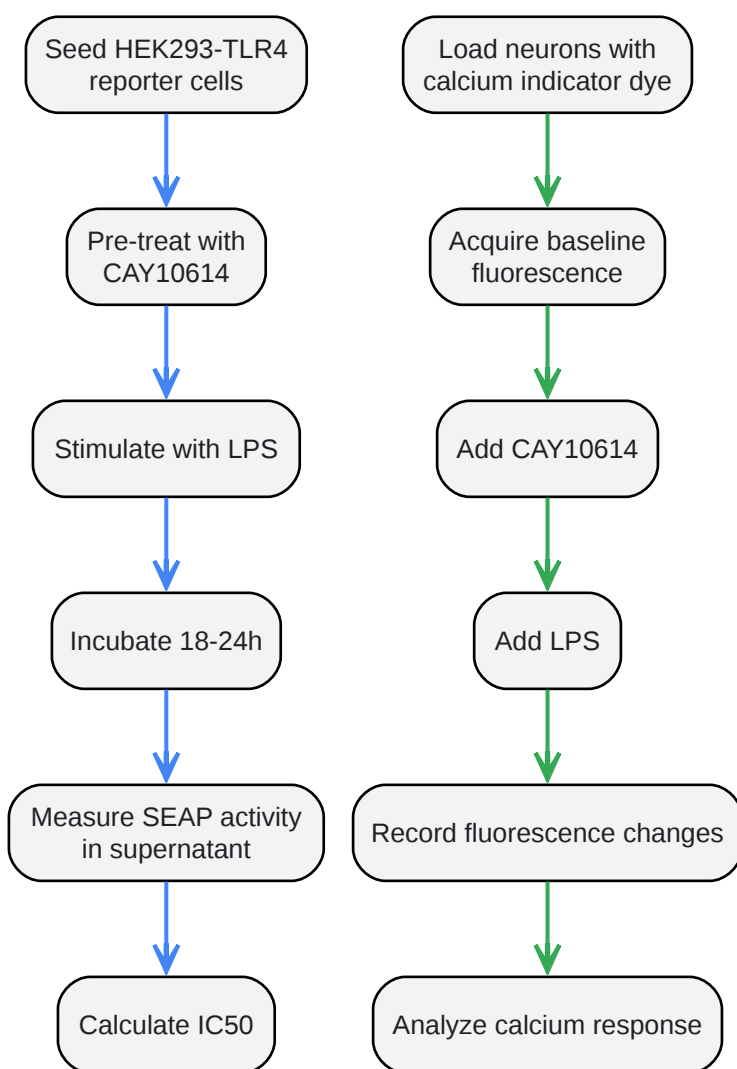 Seed HEK293-TLR4
reporter cells
Pre-treat with
CAY10614
Stimulate with LPS
Incubate 18-24h
Measure SEAP activity
in supernatant
Calculate IC50
Load neurons with
calcium indicator dye
Acquire baseline
fluorescence
Add CAY10614
Add LPS
Record fluorescence changes
Analyze calcium response